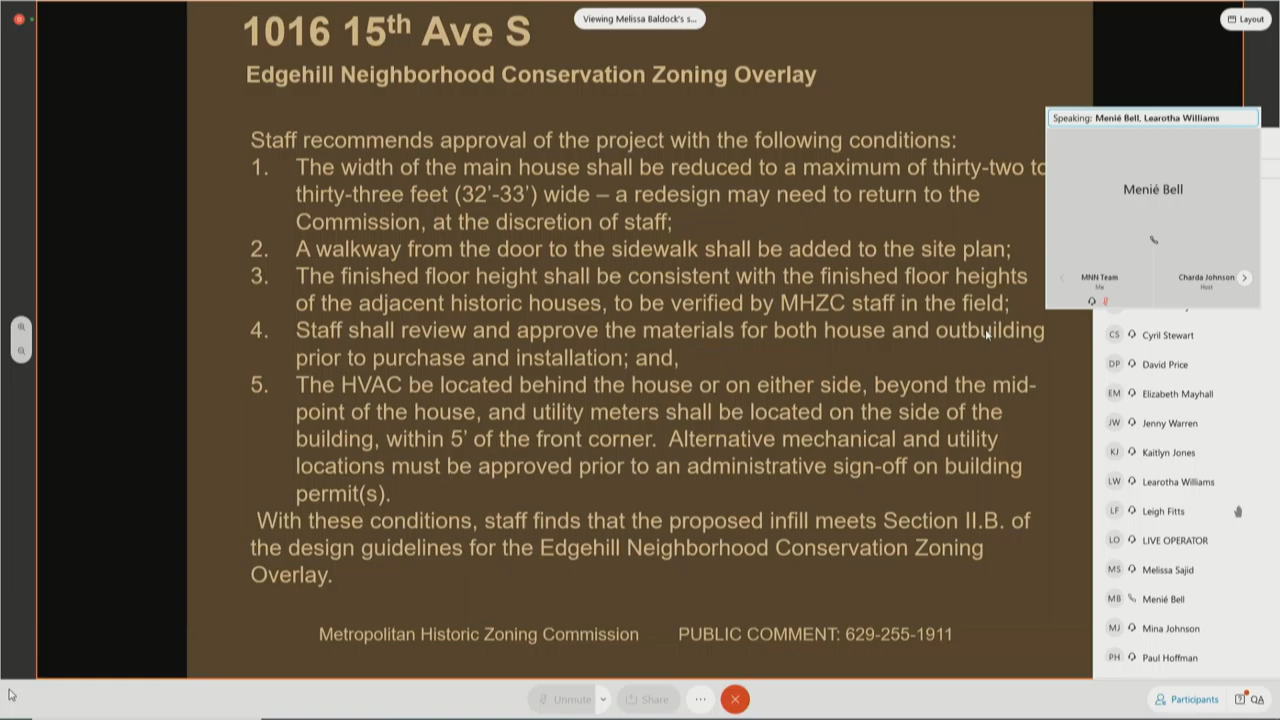 1016 15th Ave S
Viewing Melissa Baldock's s...
Layout
Edgehill Neighborhood Conservation Zoning Overlay
Speaking: Menié Bell, Learotha Williams
Menié Bell
MNN Team
Me
Charda Johnson
Host
Staff recommends approval of the project with the following conditions:
1. The width of the main house shall be reduced to a maximum of thirty-two to
thirty-three feet (32'-33') wide – a redesign may need to return to the
Commission, at the discretion of staff;
2. A walkway from the door to the sidewalk shall be added to the site plan;
3. The finished floor height shall be consistent with the finished floor heights
of the adjacent historic houses, to be verified by MHZC staff in the field;
4. Staff shall review and approve the materials for both house and outbuilding
prior to purchase and installation; and,
5. The HVAC be located behind the house or on either side, beyond the mid-
point of the house, and utility meters shall be located on the side of the
building, within 5' of the front corner. Alternative mechanical and utility
locations must be approved prior to an administrative sign-off on building
permit(s).
With these conditions, staff finds that the proposed infill meets Section II.B. of
the design guidelines for the Edgehill Neighborhood Conservation Zoning
Overlay.
Metropolitan Historic Zoning Commission PUBLIC COMMENT: 629-255-1911
CS Cyril Stewart
DP David Price
EM Elizabeth Mayhall
JW Jenny Warren
KJ Kaitlyn Jones
LW Learotha Williams
LF Leigh Fitts
LO LIVE OPERATOR
MS Melissa Sajid
MB Menié Bell
MJ Mina Johnson
PH Paul Hoffman
Unmute
Share
Participants
QA